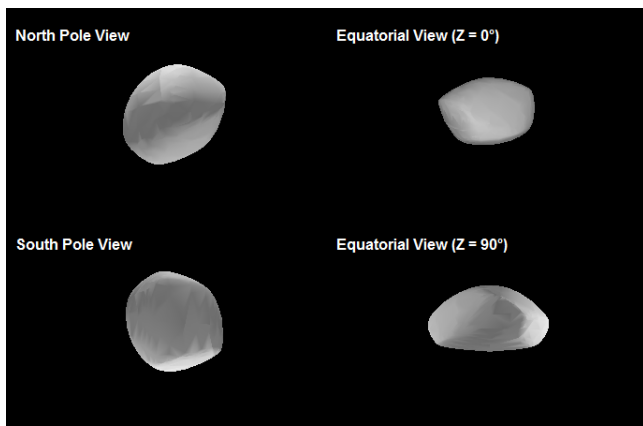 North Pole View
Equatorial View (Z = 0°)
South Pole View
Equatorial View (Z = 90°)